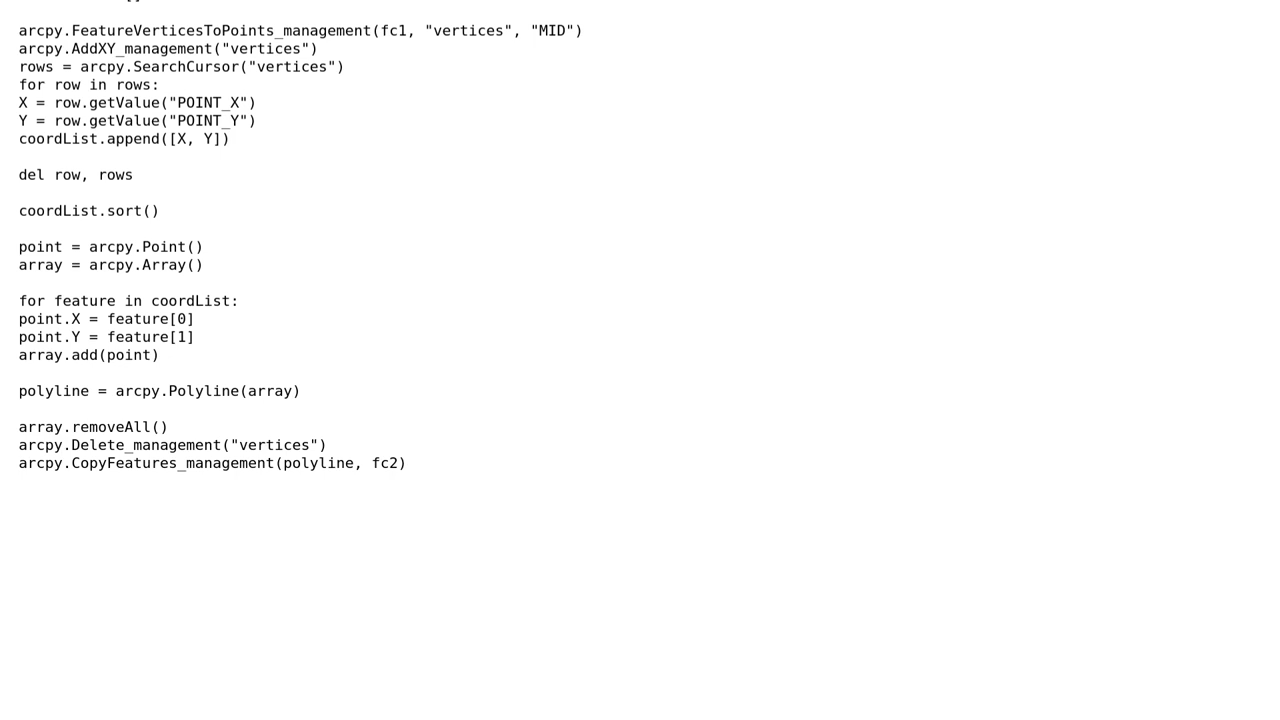 arcpy.FeatureVerticesToPoints_management(fc1, "vertices", "MID")
arcpy.AddXY_management("vertices")
rows = arcpy.SearchCursor("vertices")
for row in rows:
X = row.getValue("POINT_X")
Y = row.getValue("POINT_Y")
coordList.append([X, Y])

del row, rows

coordList.sort()

point = arcpy.Point()
array = arcpy.Array()

for feature in coordList:
point.X = feature[0]
point.Y = feature[1]
array.add(point)

polyline = arcpy.Polyline(array)

array.removeAll()
arcpy.Delete_management("vertices")
arcpy.CopyFeatures_management(polyline, fc2)